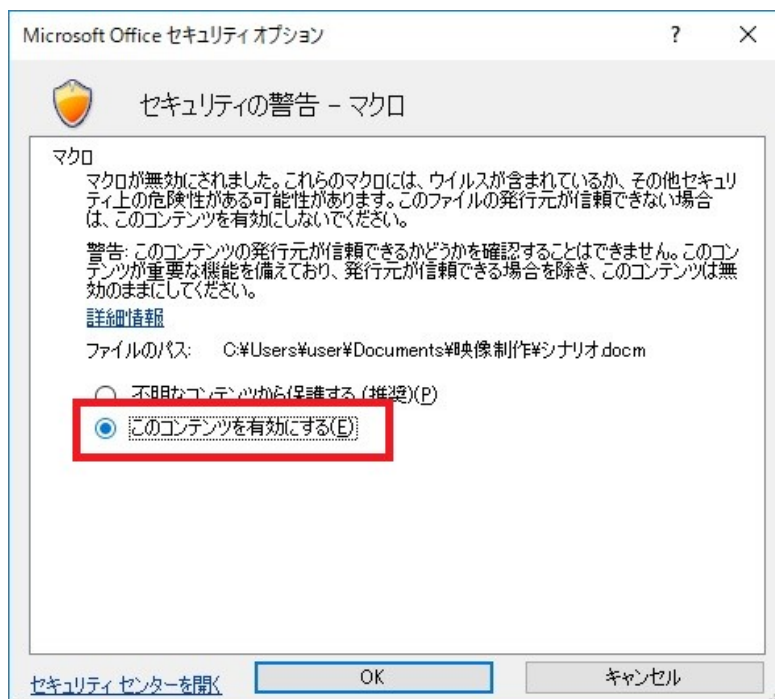 Microsoft Office セキュリティ オプション
?
×
セキュリティの警告 - マクロ
マクロ
マクロが無効にされました。これらのマクロには、ウイルスが含まれているか、その他セキュリ
ティ上の危険性がある可能性があります。このファイルの発行元が信頼できない場合
は、このコンテンツを有効にしないでください。
警告: このコンテンツの発行元が信頼できるかどうかを確認することはできません。このコン
テンツが重要な機能を備えており、発行元が信頼できる場合を除き、このコンテンツは無
効のままにしてください。
詳細情報
ファイルのパス: C:¥Users¥user¥Documents¥映像制作¥シナリオ.docm
不明なコンテンツから保護する (推奨)(P)
このコンテンツを有効にする(E)
セキュリティ センターを開く
OK
キャンセル